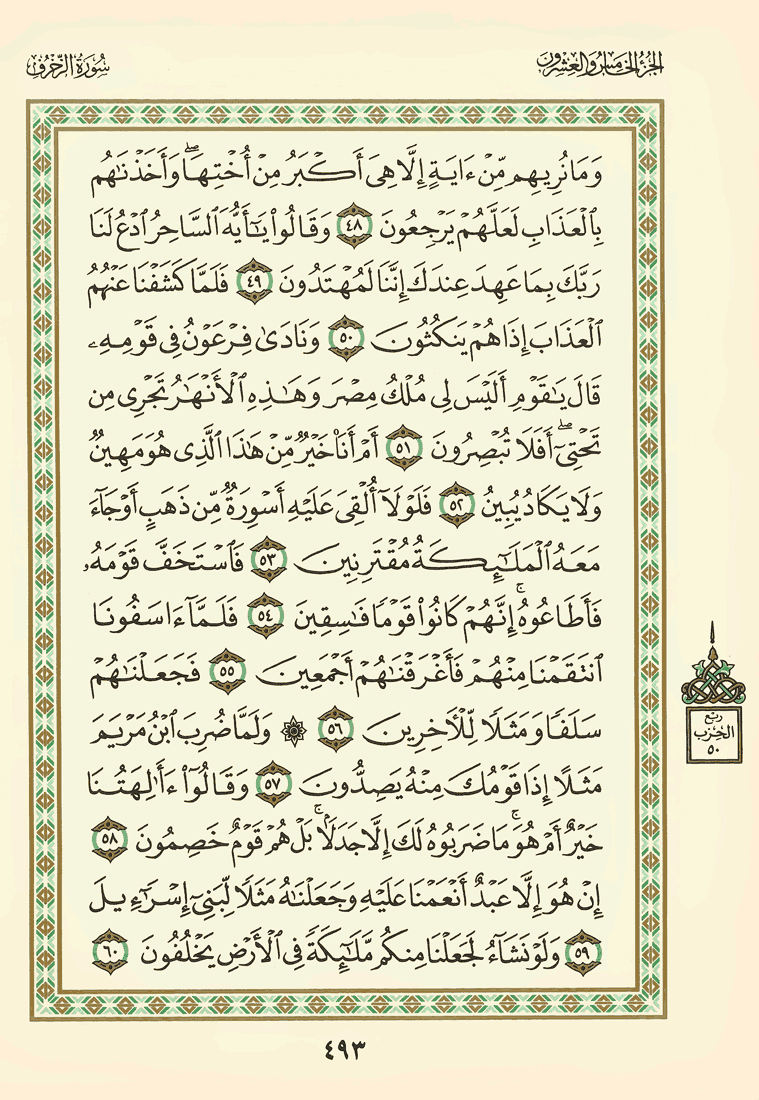 الجزء الخامس والعشرون
سورة الزخرف
وَمَا نُرِيهِم مِّنْ ءَايَةٍ إِلَّا هِىَ أَكْبَرُ مِنْ أُخْتِهَا ۖ وَأَخَذْنَٰهُم
بِٱلْعَذَابِ لَعَلَّهُمْ يَرْجِعُونَ ٤٨ وَقَالُوا۟ يَٰٓأَيُّهَ ٱلسَّاحِرُ ٱدْعُ لَنَا
رَبَّكَ بِمَا عَهِدَ عِندَكَ إِنَّنَا لَمُهْتَدُونَ ٤٩ فَلَمَّا كَشَفْنَا عَنْهُمُ
ٱلْعَذَابَ إِذَا هُمْ يَنكُثُونَ ٥٠ وَنَادَىٰ فِرْعَوْنُ فِى قَوْمِهِۦ
قَالَ يَٰقَوْمِ أَلَيْسَ لِى مُلْكُ مِصْرَ وَهَٰذِهِ ٱلْأَنْهَٰرُ تَجْرِى مِن
تَحْتِىٓ ۖ أَفَلَا تُبْصِرُونَ ٥١ أَمْ أَنَا۠ خَيْرٌ مِّنْ هَٰذَا ٱلَّذِى هُوَ مَهِينٌ
وَلَا يَكَادُ يُبِينُ ٥٢ فَلَوْلَآ أُلْقِىَ عَلَيْهِ أَسْوِرَةٌ مِّن ذَهَبٍ أَوْ جَآءَ
مَعَهُ ٱلْمَلَٰٓئِكَةُ مُقْتَرِنِينَ ٥٣ فَٱسْتَخَفَّ قَوْمَهُۥ
فَأَطَاعُوهُ ۚ إِنَّهُمْ كَانُوا۟ قَوْمًا فَٰسِقِينَ ٥٤ فَلَمَّآ ءَاسَفُونَا
ٱنتَقَمْنَا مِنْهُمْ فَأَغْرَقْنَٰهُمْ أَجْمَعِينَ ٥٥ فَجَعَلْنَٰهُمْ
سَلَفًا وَمَثَلًا لِّلْءَاخِرِينَ ٥٦ ۞ وَلَمَّا ضُرِبَ ٱبْنُ مَرْيَمَ
مَثَلًا إِذَا قَوْمُكَ مِنْهُ يَصِدُّونَ ٥٧ وَقَالُوٓا۟ ءَأَٰلِهَتُنَا
خَيْرٌ أَمْ هُوَ ۚ مَا ضَرَبُوهُ لَكَ إِلَّا جَدَلًۢا ۚ بَلْ هُمْ قَوْمٌ خَصِمُونَ ٥٨
إِنْ هُوَ إِلَّا عَبْدٌ أَنْعَمْنَا عَلَيْهِ وَجَعَلْنَٰهُ مَثَلًا لِّبَنِىٓ إِسْرَٰٓءِيلَ
٥٩ وَلَوْ نَشَآءُ لَجَعَلْنَا مِنكُم مَّلَٰٓئِكَةً فِى ٱلْأَرْضِ يَخْلُفُونَ ٦٠
ربع
الحزب
٥٠
٤٩٣